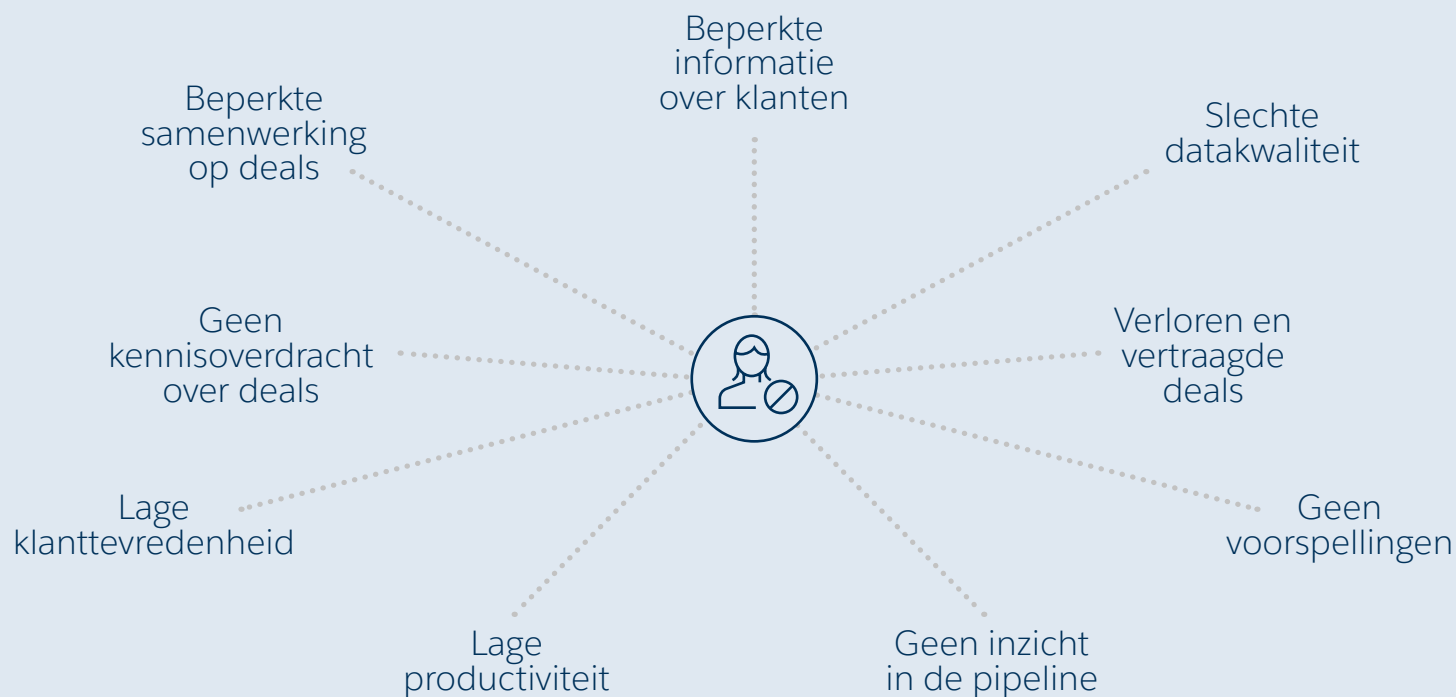 Beperkte
informatie
over klanten
Beperkte
samenwerking
op deals
Slechte
datakwaliteit
Geen
kennisoverdracht
over deals
Verloren en
vertraagde
deals
Lage
klanttevredenheid
Geen
voorspellingen
Lage
productiviteit
Geen inzicht
in de pipeline